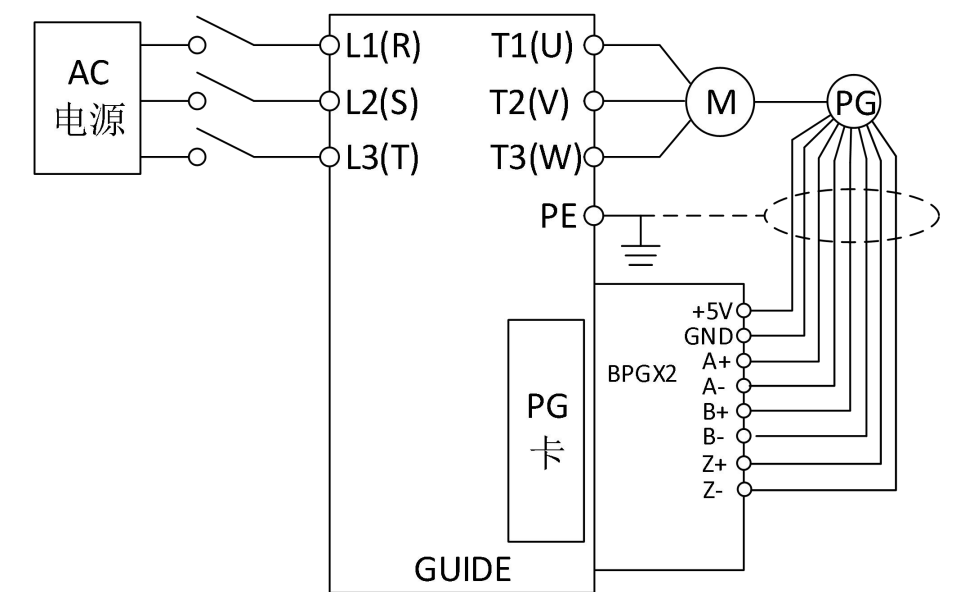 AC
电源
L1(R)
L2(S)
L3(T)
T1(U)
T2(V)
T3(W)
PE
M
PG
PG
卡
BPGX2
+5V
GND
A+
A-
B+
B-
Z+
Z-
GUIDE